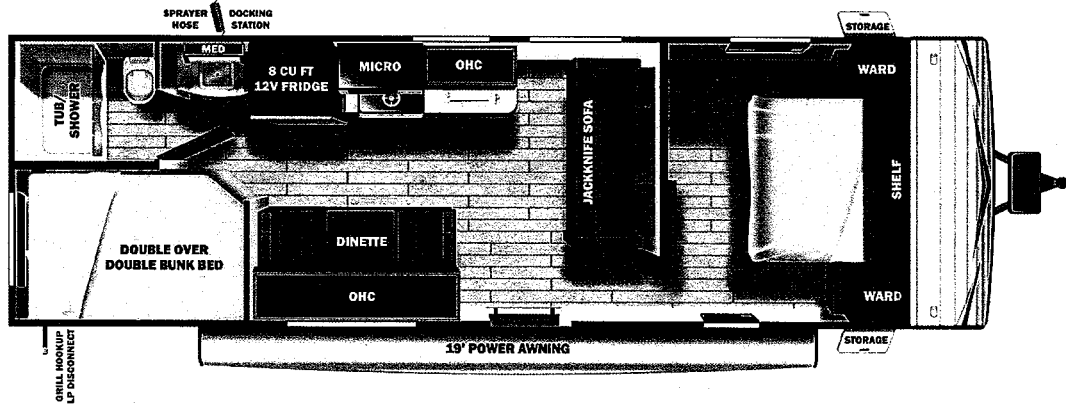 SPRAYER
HOSE
DOCKING
STATION
STORAGE
MED
8 CU FT
12V FRIDGE
MICRO
OHC
WARD
TUB/
SHOWER
JACKKNIFE SOFA
SHELF
DOUBLE OVER
DOUBLE BUNK BED
DINETTE
OHC
WARD
STORAGE
19' POWER AWNING
GRILL HOOKUP
LP DISCONNECT